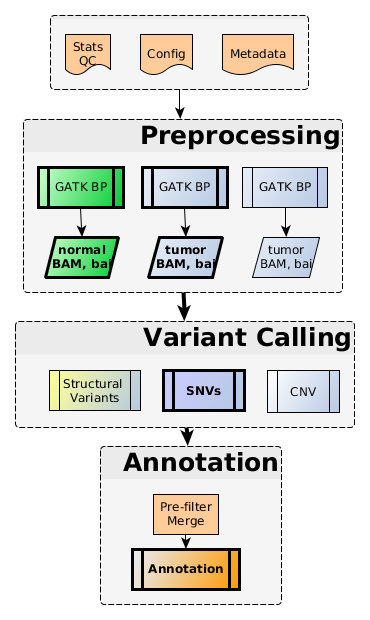 Stats
QC
Config
Metadata
Preprocessing
GATK BP
GATK BP
GATK BP
normal
BAM, bai
tumor
BAM, bai
tumor
BAM, bai
Variant Calling
Structural
Variants
SNVs
CNV
Annotation
Pre-filter
Merge
Annotation